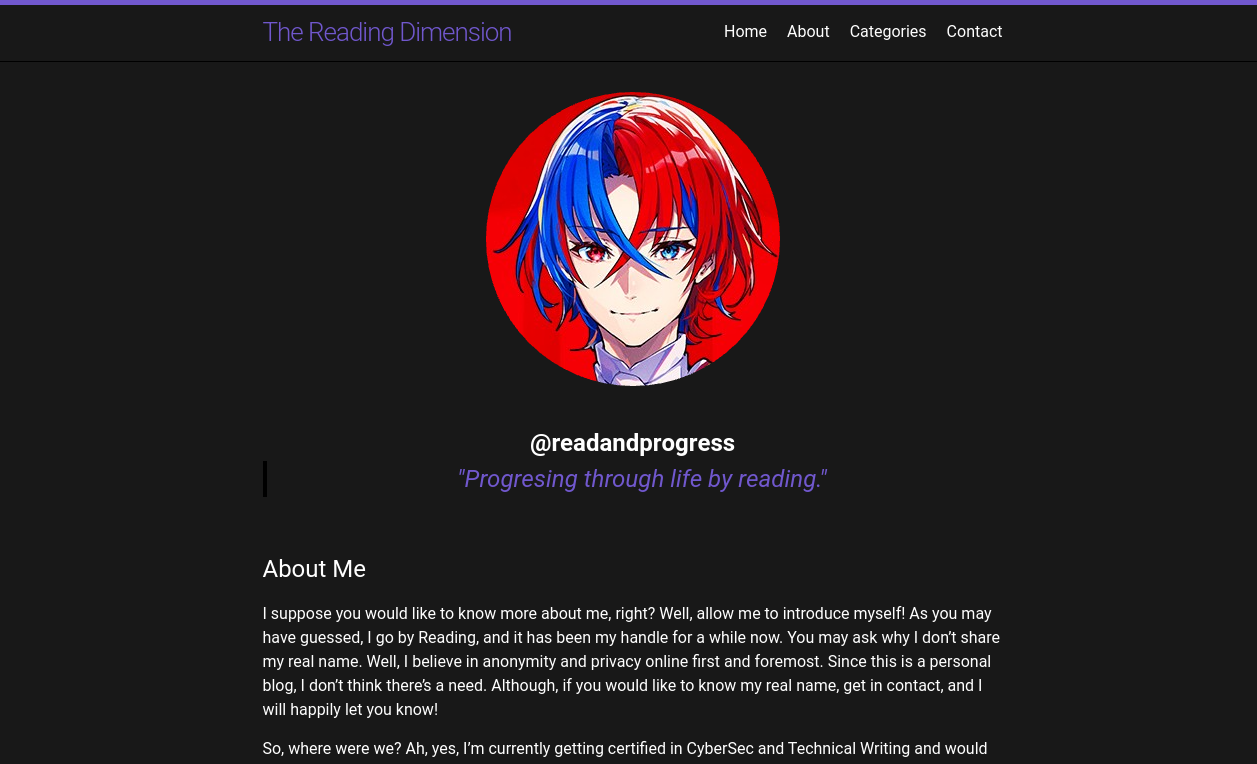 The Reading Dimension
Home About Categories Contact
@readandprogress
"Progresing through life by reading."
About Me
I suppose you would like to know more about me, right? Well, allow me to introduce myself! As you may
have guessed, I go by Reading, and it has been my handle for a while now. You may ask why I don’t share
my real name. Well, I believe in anonymity and privacy online first and foremost. Since this is a personal
blog, I don’t think there’s a need. Although, if you would like to know my real name, get in contact, and I
will happily let you know!
So, where were we? Ah, yes, I’m currently getting certified in CyberSec and Technical Writing and would